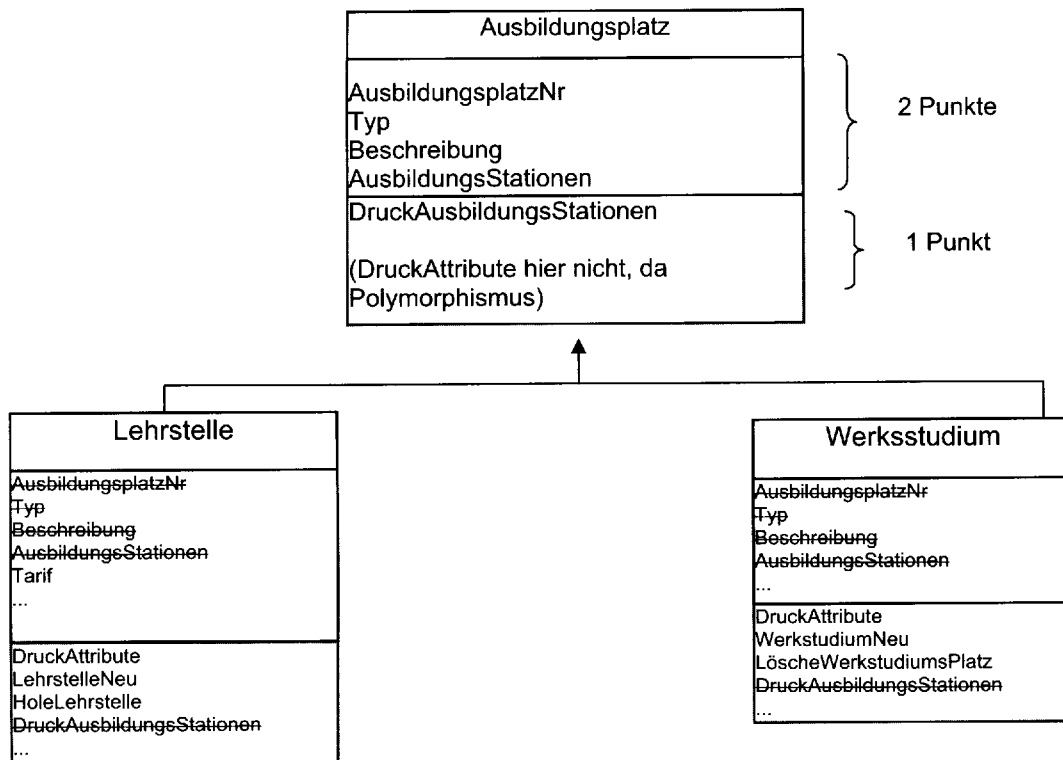 Ausbildungsplatz
AusbildungsplatzNr
Typ
Beschreibung
AusbildungsStationen
2 Punkte
DruckAusbildungsStationen
(DruckAttribute hier nicht, da
Polymorphismus)
1 Punkt
Lehrstelle
AusbildungsplatzNr
Typ
Beschreibung
AusbildungsStationen
Tarif
...
DruckAttribute
LehrstelleNeu
HoleLehrstelle
DruckAusbildungsStationen
...
Werksstudium
AusbildungsplatzNr
Typ
Beschreibung
AusbildungsStationen
...
DruckAttribute
WerkstudiumNeu
LöscheWerkstudiumsPlatz
DruckAusbildungsStationen
...